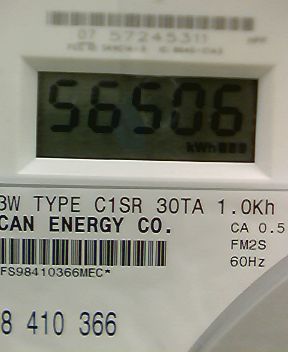 07 57245311
56506
kWh
3W TYPE C1SR 30TA 1.0Kh
CAN ENERGY CO.
CA 0.5
FM2S
60Hz
FS98410366MEC*
8 410 366